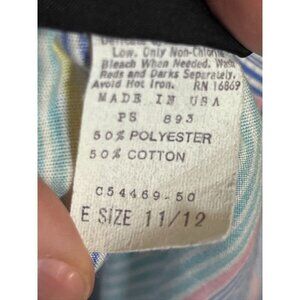 Low. Only Non-Chlorine
Bleach When Needed. Wash
Reds and Darks Separately.
Avoid Hot Iron. RN 16869
MADE IN USA
PS 893
50% POLYESTER
50% COTTON
C54469-50
E SIZE 11/12